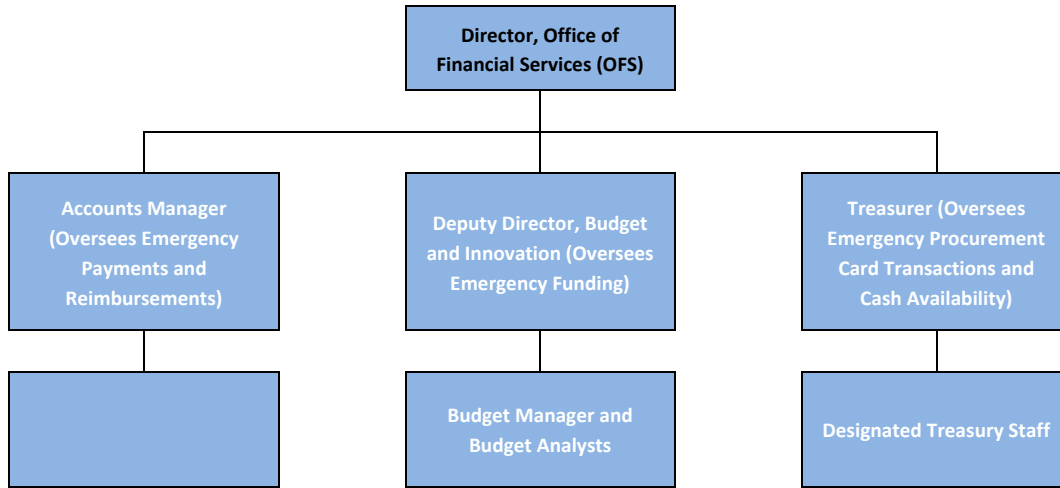 Director, Office of
Financial Services (OFS)
Accounts Manager
(Oversees Emergency
Payments and
Reimbursements)
Deputy Director, Budget
and Innovation (Oversees
Emergency Funding)
Treasurer (Oversees
Emergency Procurement
Card Transactions and
Cash Availability)
Budget Manager and
Budget Analysts
Designated Treasury Staff